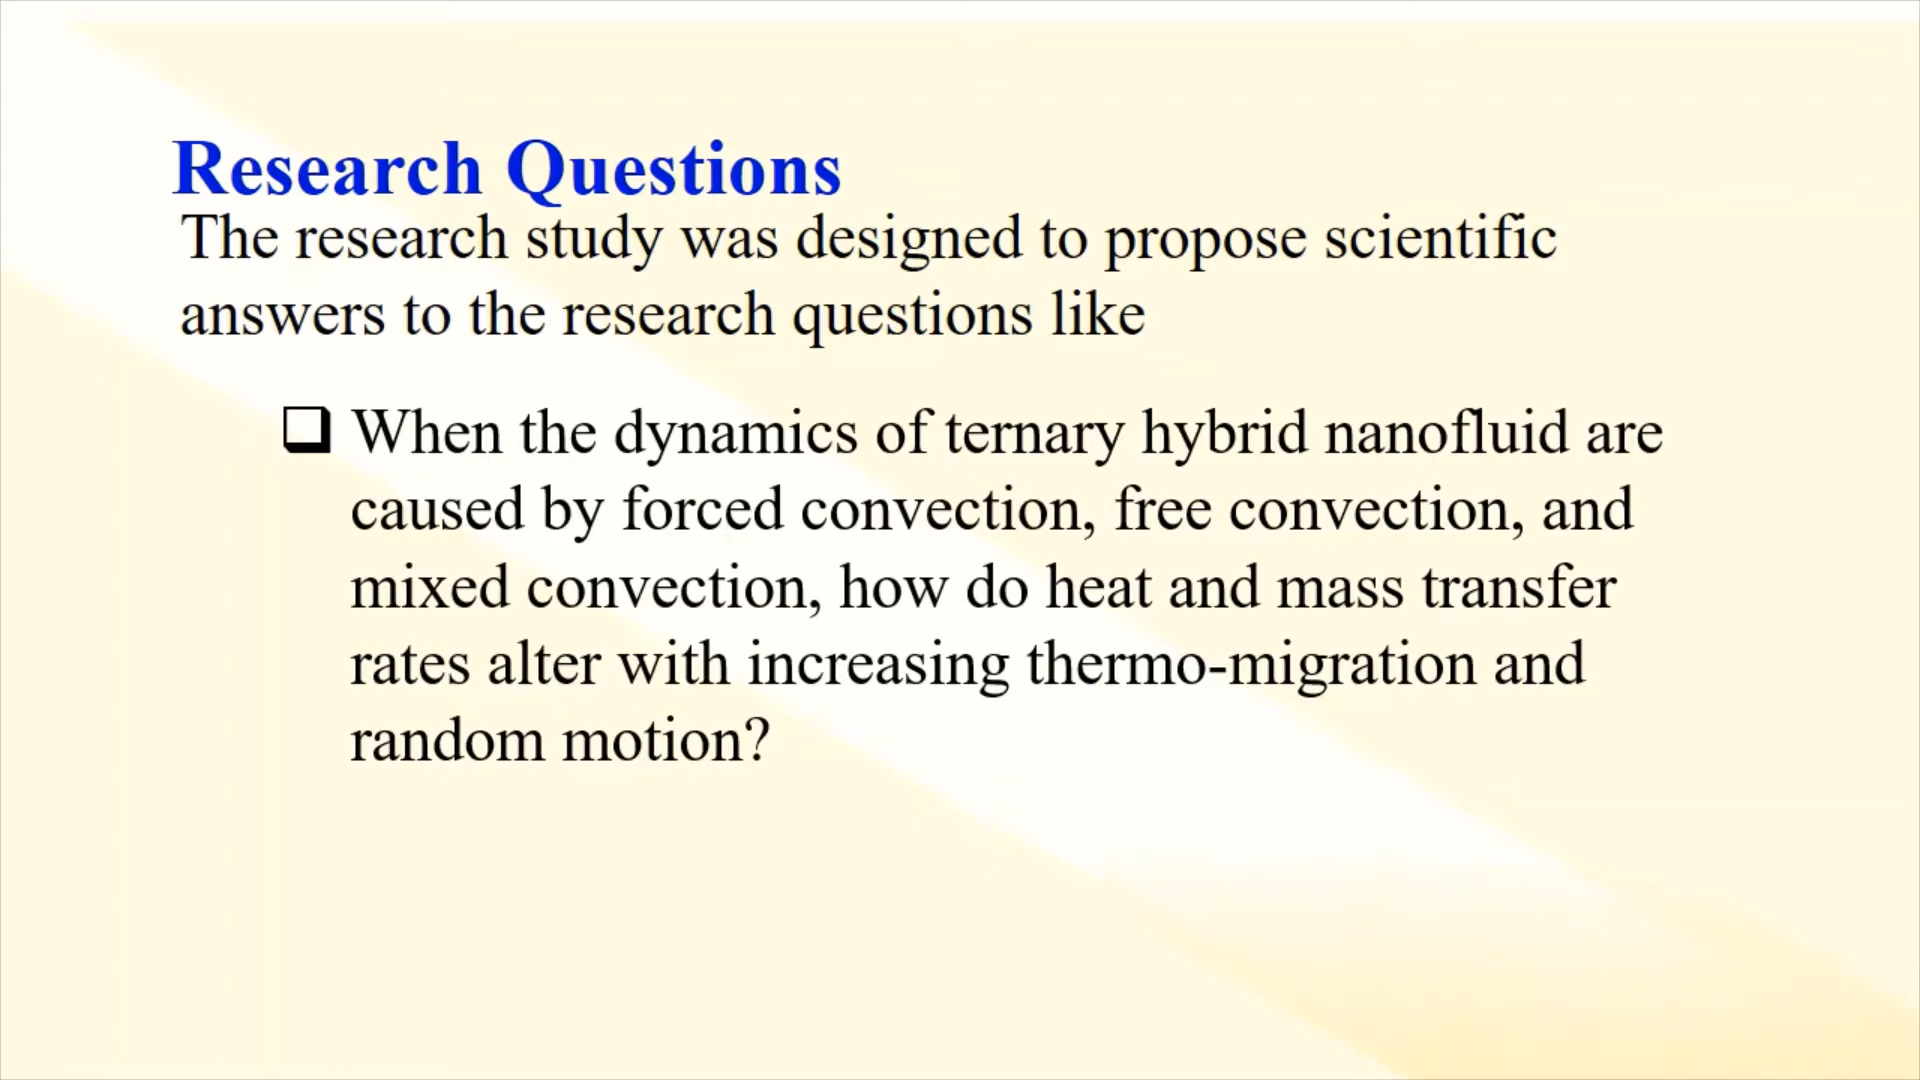 Research Questions
The research study was designed to propose scientific
answers to the research questions like
When the dynamics of ternary hybrid nanofluid are
caused by forced convection, free convection, and
mixed convection, how do heat and mass transfer
rates alter with increasing thermo-migration and
random motion?